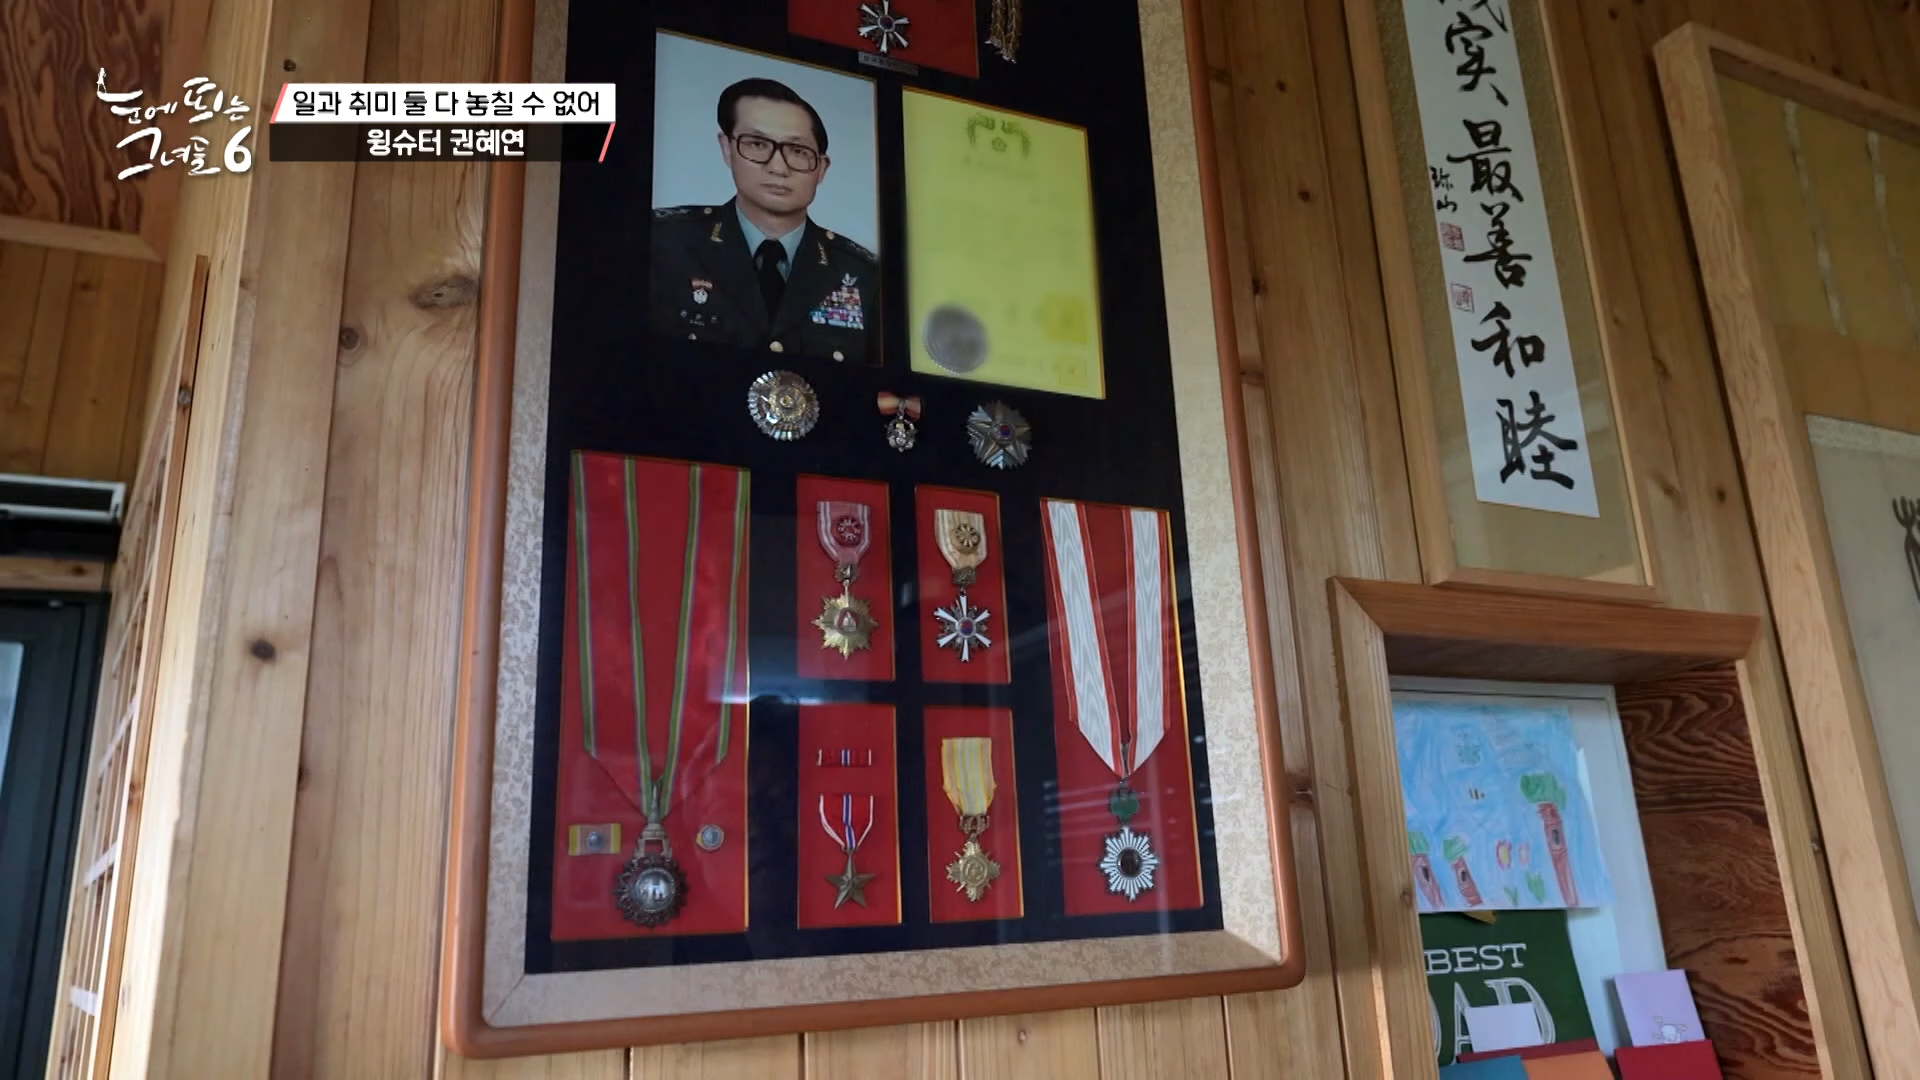 눈에 띄는
그녀들 6
일과 취미 둘 다 놓칠 수 없어
윙슈터 권혜연
誠實 最善 和睦
BEST
DAD